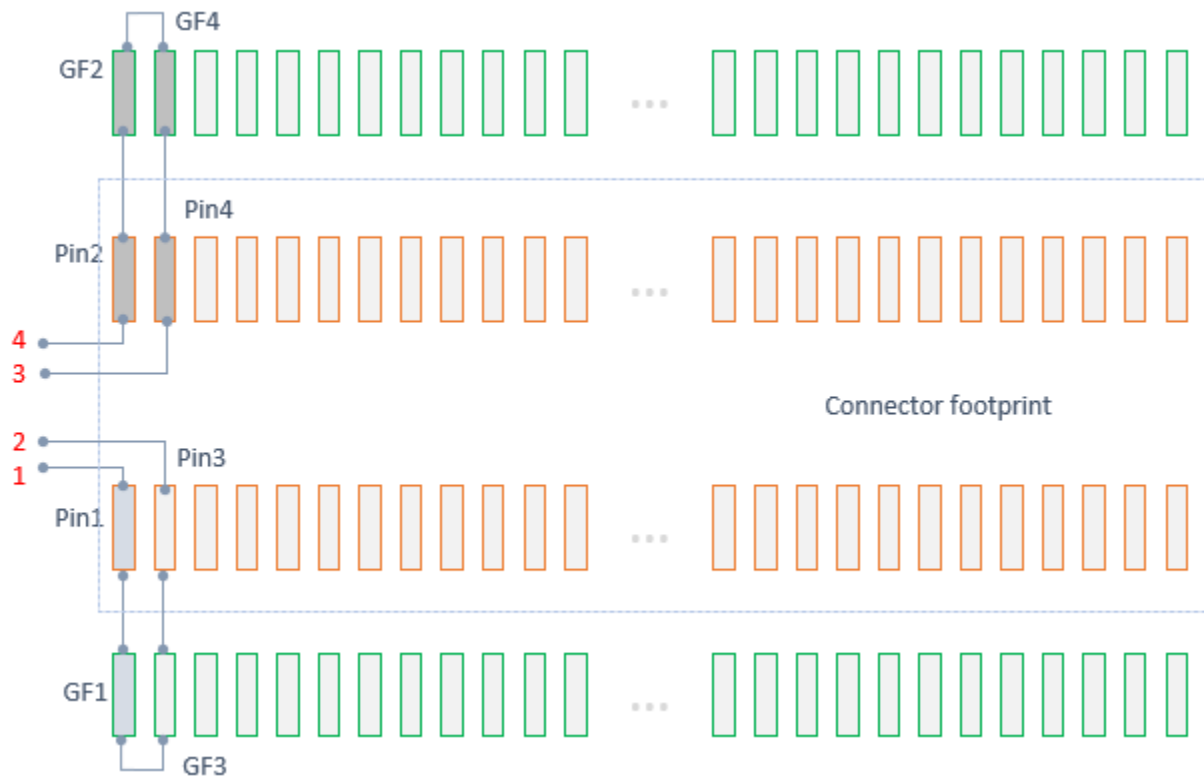 GF4
GF2
...
Pin4
Pin2
...
4
3
Connector footprint
2
Pin3
1
Pin1
...
GF1
...
GF3